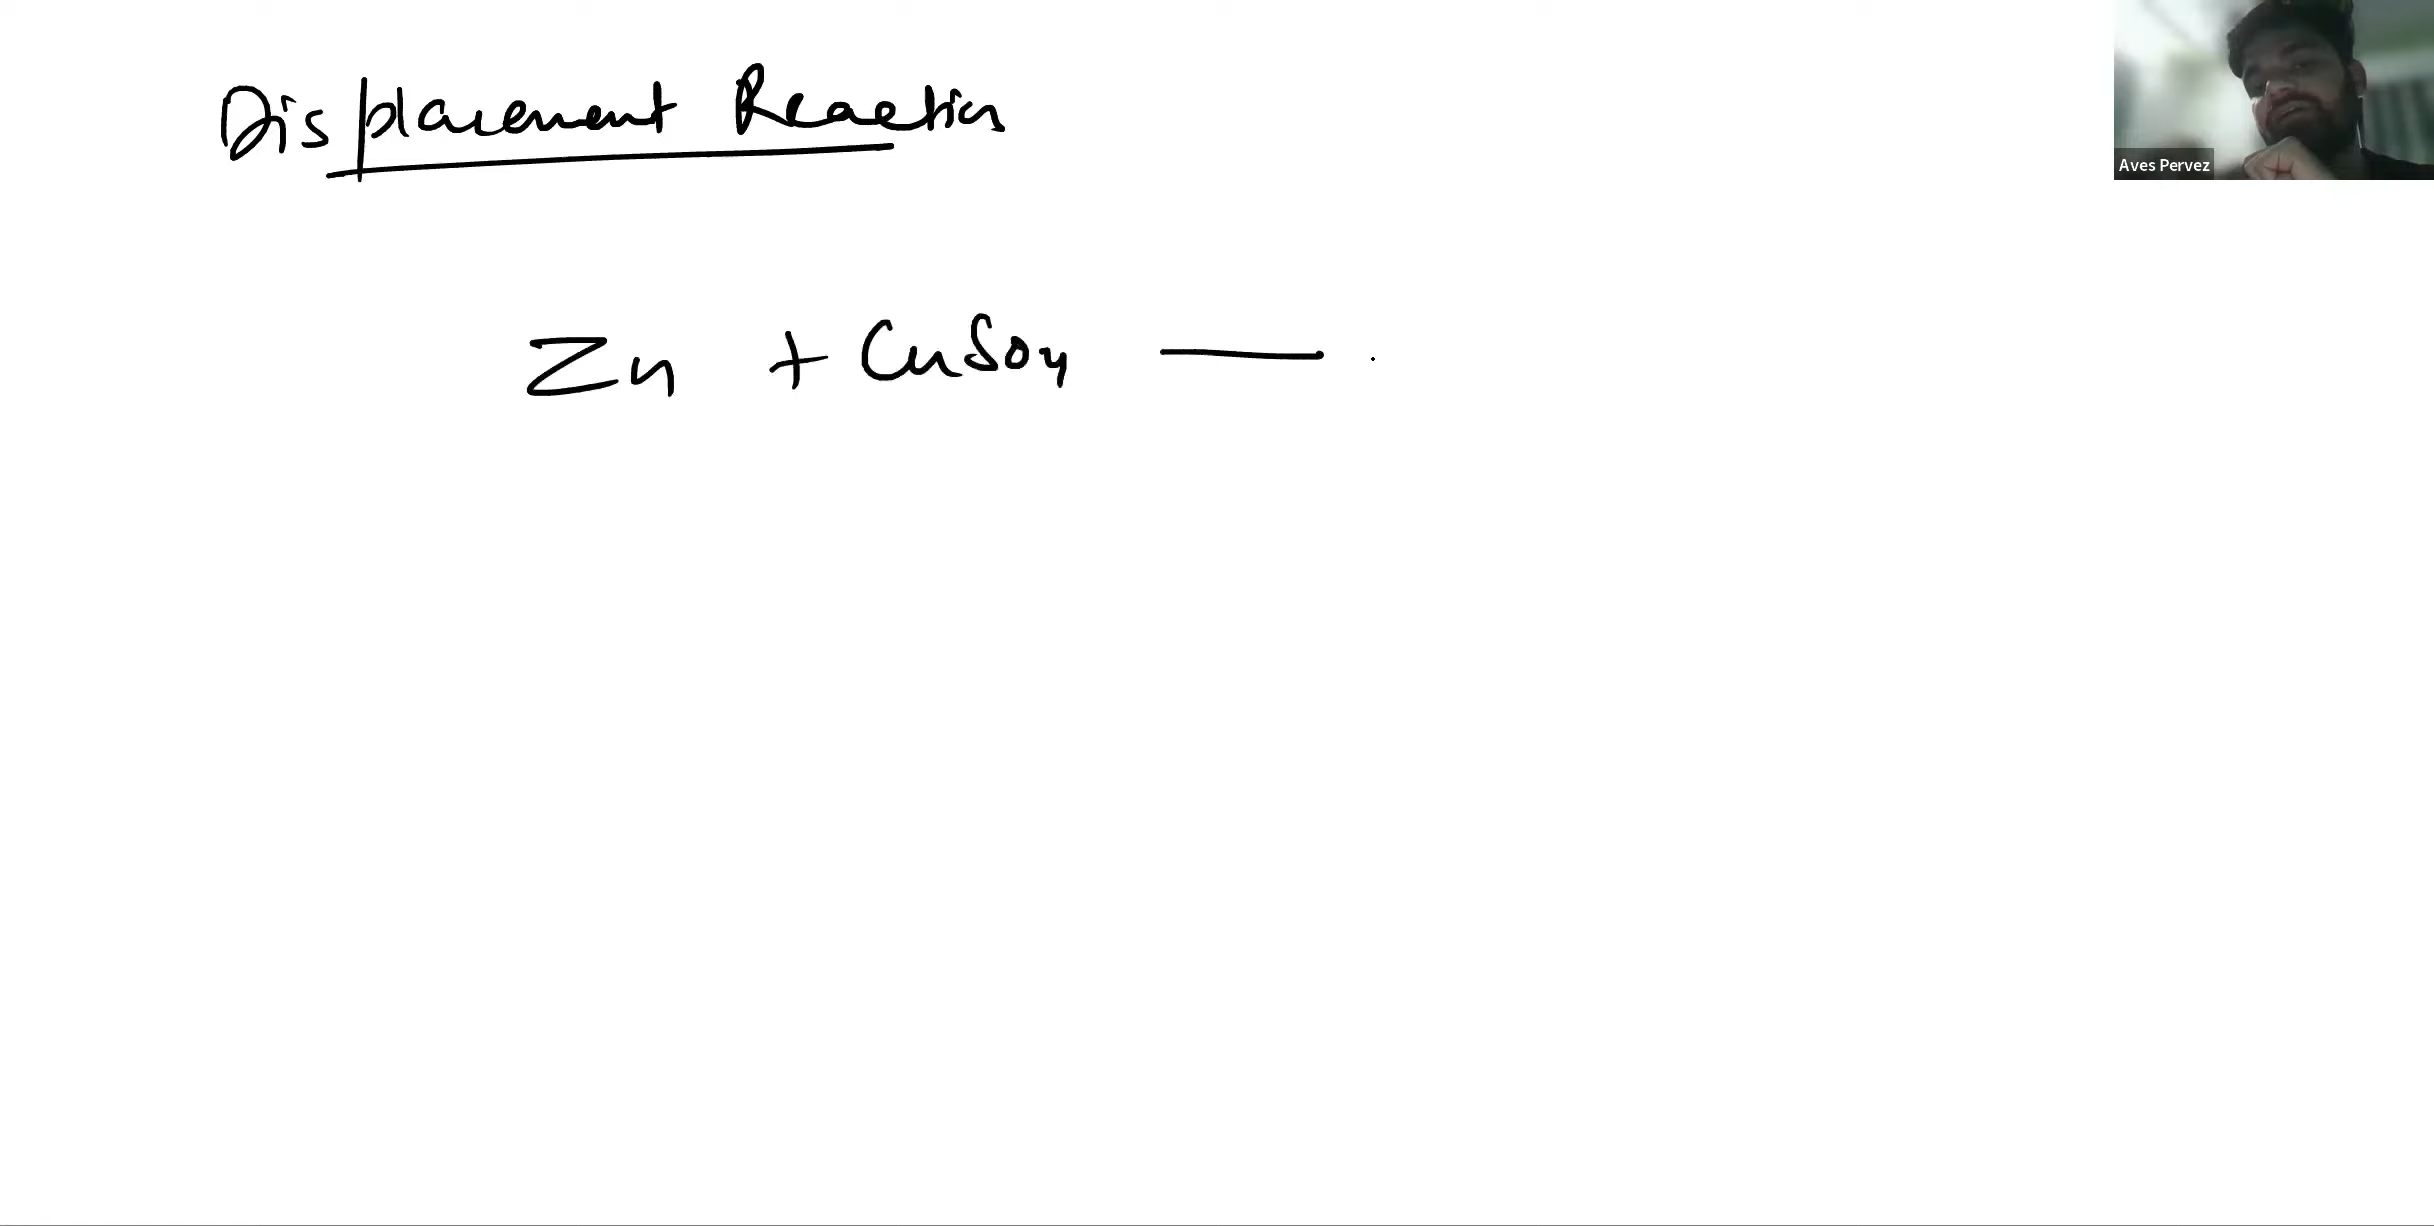 Displacement Reaction
Aves Pervez
Zn + CuSO4 —